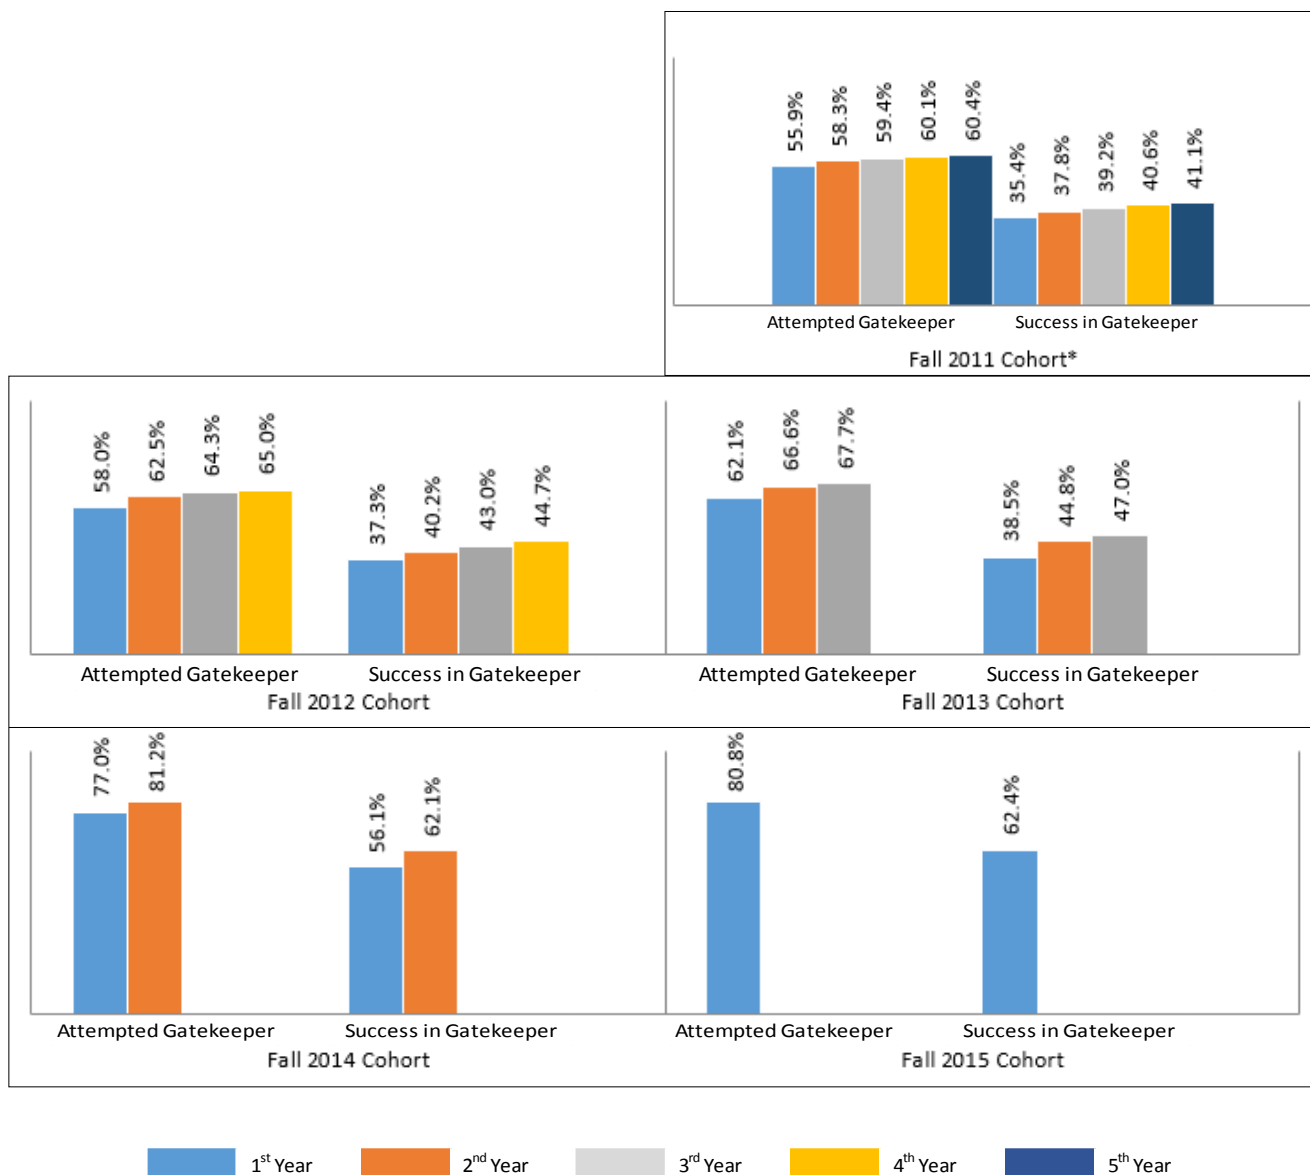 55.9% 58.3% 59.4% 60.1% 60.4% 35.4% 37.8% 39.2% 40.6% 41.1%
Attempted Gatekeeper Success in Gatekeeper
Fall 2011 Cohort*
58.0% 62.5% 64.3% 65.0% 37.3% 40.2% 43.0% 44.7%
Attempted Gatekeeper Success in Gatekeeper
Fall 2012 Cohort
62.1% 66.6% 67.7% 38.5% 44.8% 47.0%
Attempted Gatekeeper Success in Gatekeeper
Fall 2013 Cohort
77.0% 81.2% 56.1% 62.1%
Attempted Gatekeeper Success in Gatekeeper
Fall 2014 Cohort
80.8% 62.4%
Attempted Gatekeeper Success in Gatekeeper
Fall 2015 Cohort
1st Year 2nd Year 3rd Year 4th Year 5th Year